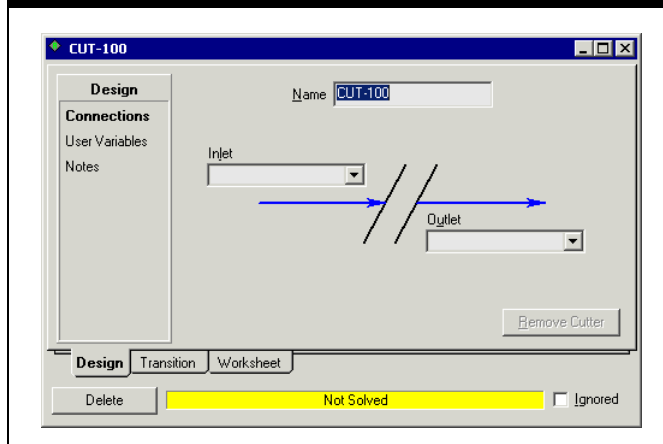 CUT-100
Design
Connections
User Variables
Notes
Name CUT-100
Inlet
Outlet
Remove Cutter
Design Transition Worksheet
Delete Not Solved Ignored